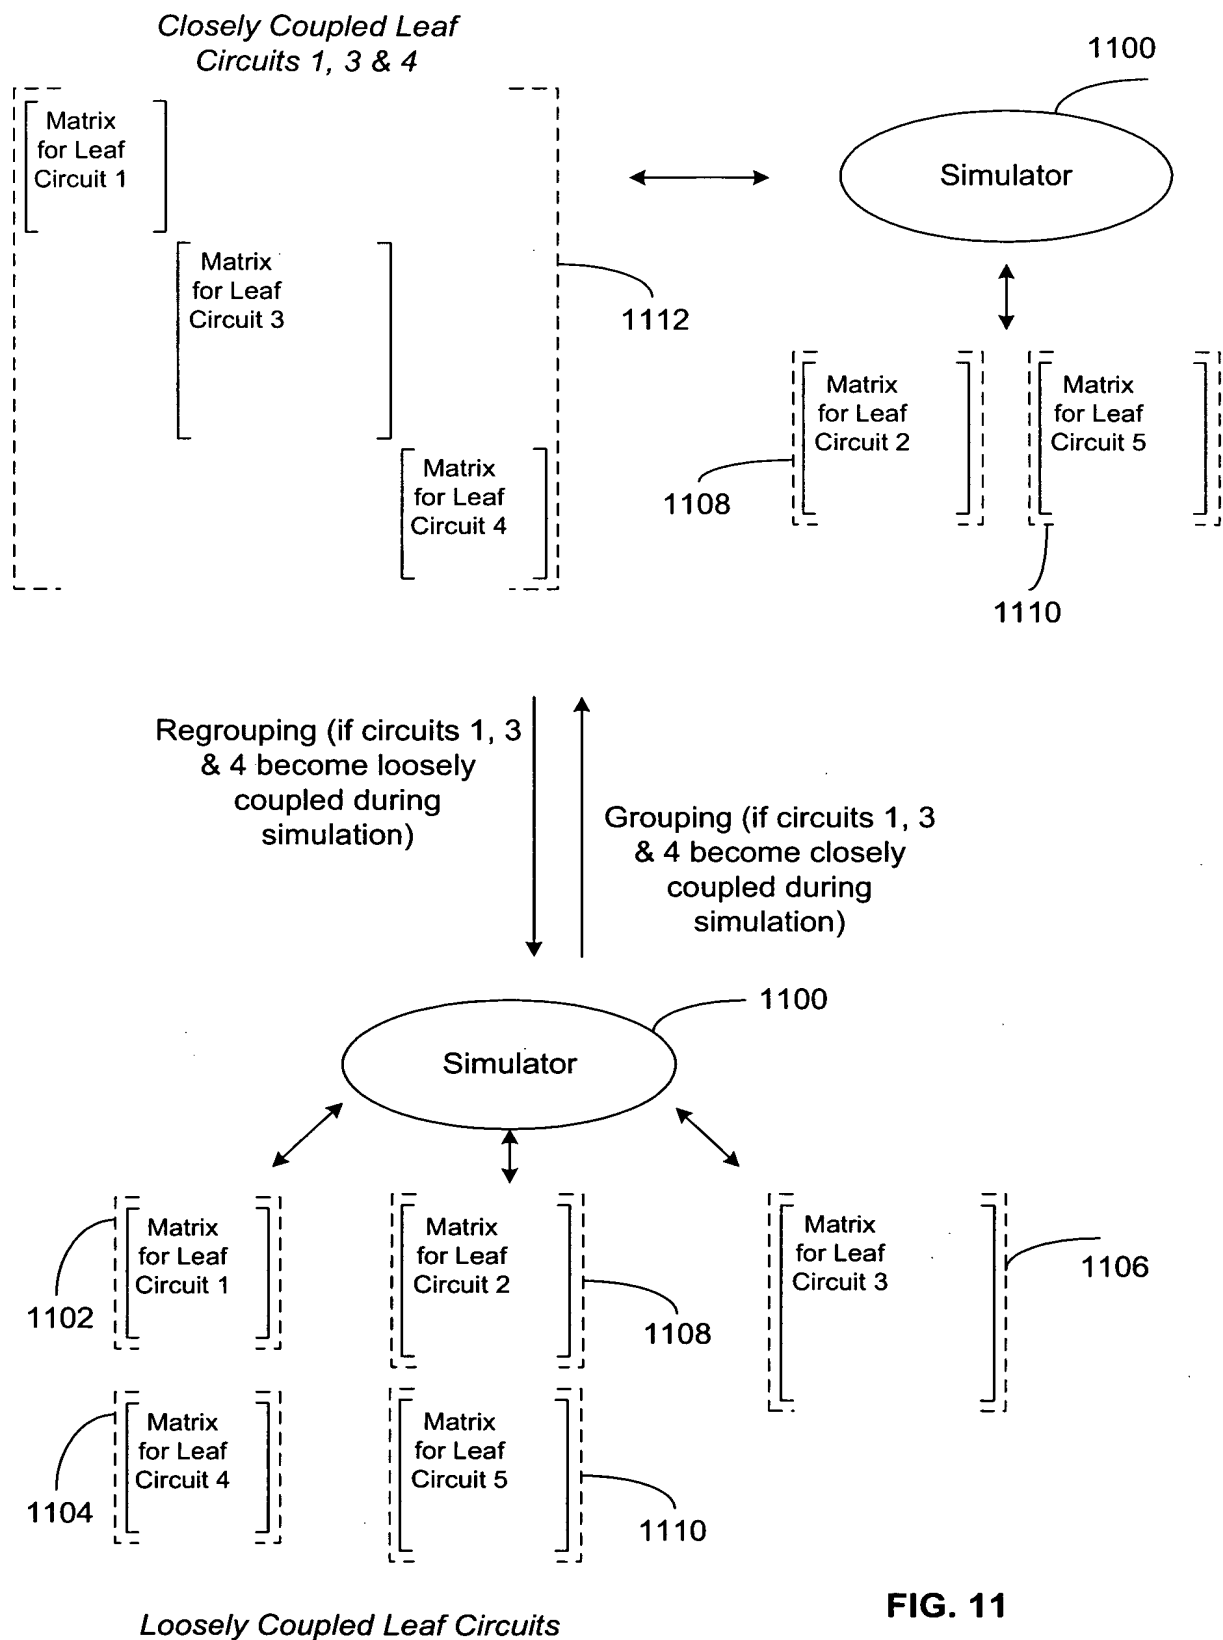 Closely Coupled Leaf
Circuits 1, 3 & 4
1100
Matrix
for Leaf
Circuit 1
Simulator
Matrix
for Leaf
Circuit 3
1112
Matrix
for Leaf
Circuit 2
Matrix
for Leaf
Circuit 5
Matrix
for Leaf
Circuit 4
1108
1110
Regrouping (if circuits 1, 3
& 4 become loosely
coupled during
simulation)
Grouping (if circuits 1, 3
& 4 become closely
coupled during
simulation)
1100
Simulator
Matrix
for Leaf
Circuit 1
Matrix
for Leaf
Circuit 2
Matrix
for Leaf
Circuit 3
1102
1108
1106
Matrix
for Leaf
Circuit 4
Matrix
for Leaf
Circuit 5
1104
1110
FIG. 11
Loosely Coupled Leaf Circuits